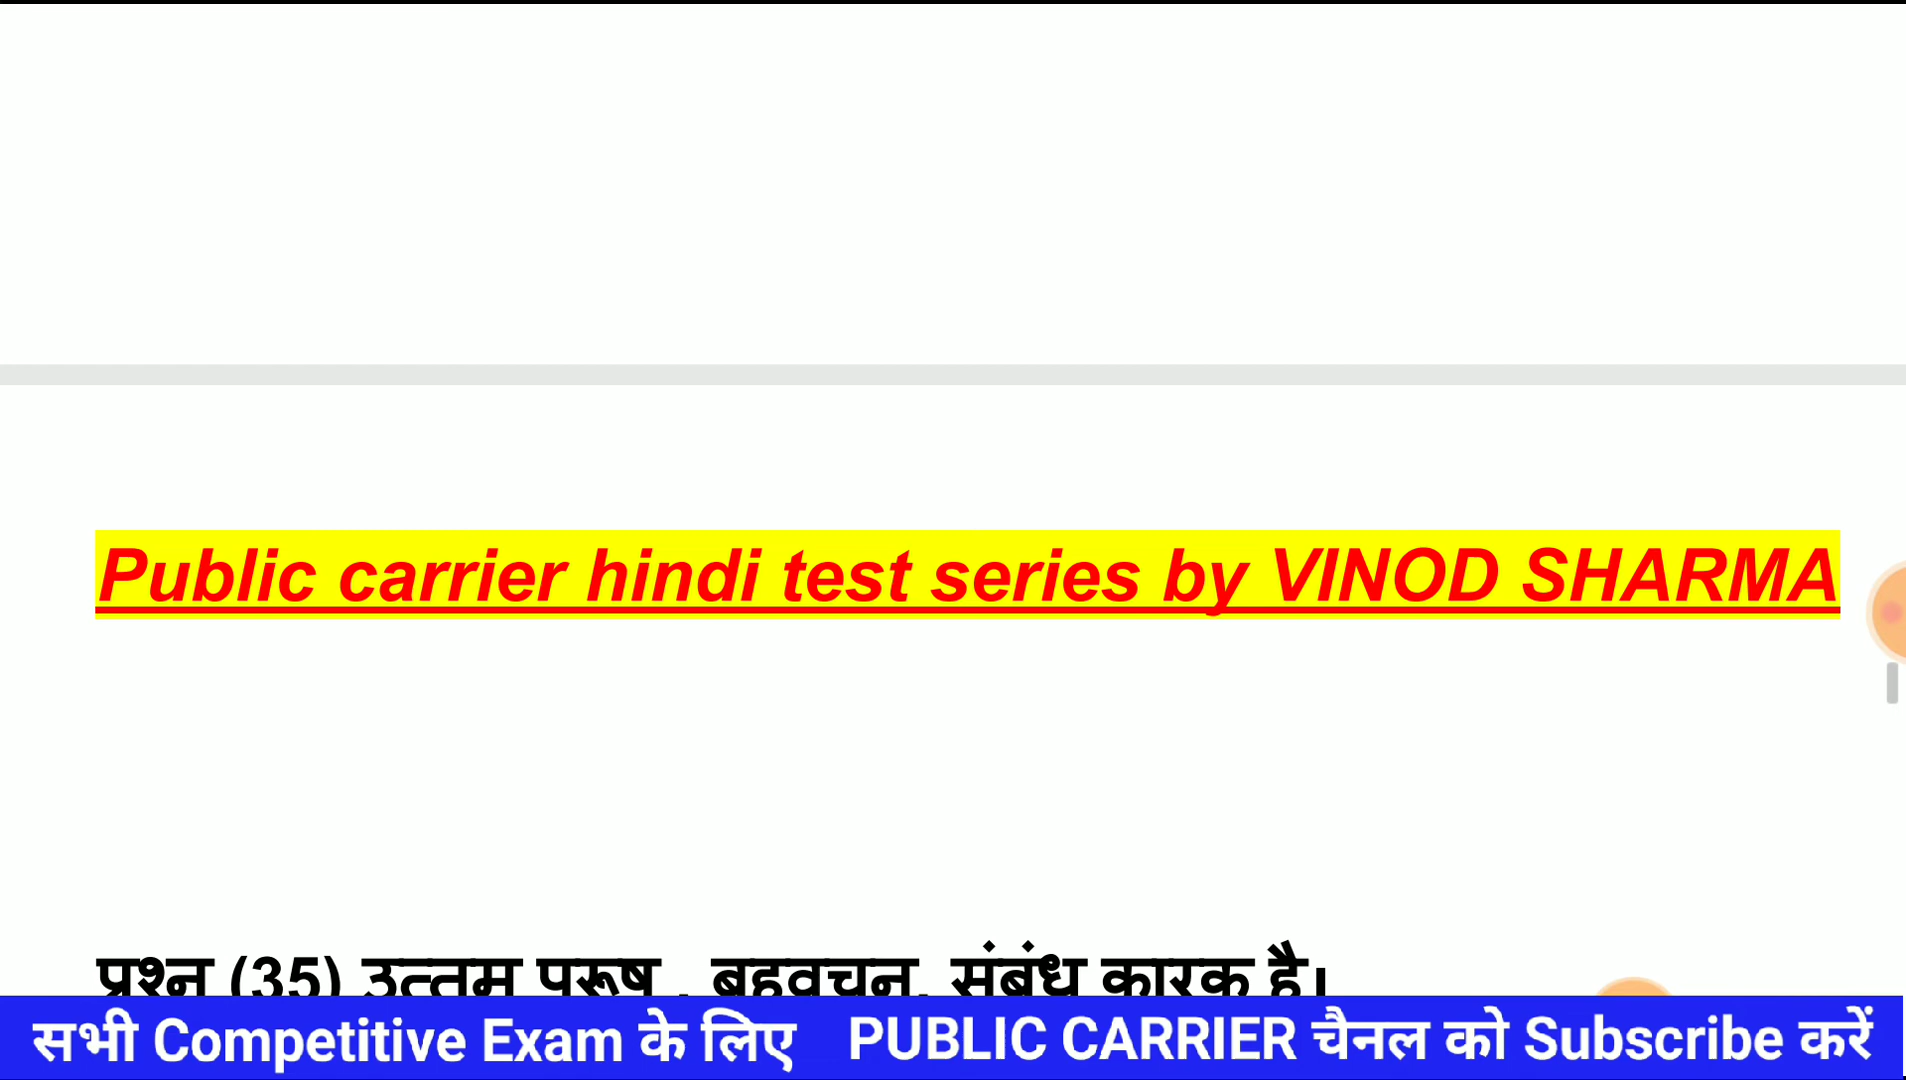 Public carrier hindi test series by VINOD SHARMA
प्रश्न (35) उत्तम पुरूष , बहुवचन, संबंध कारक है।
सभी Competitive Exam के लिए PUBLIC CARRIER चैनल को Subscribe करें